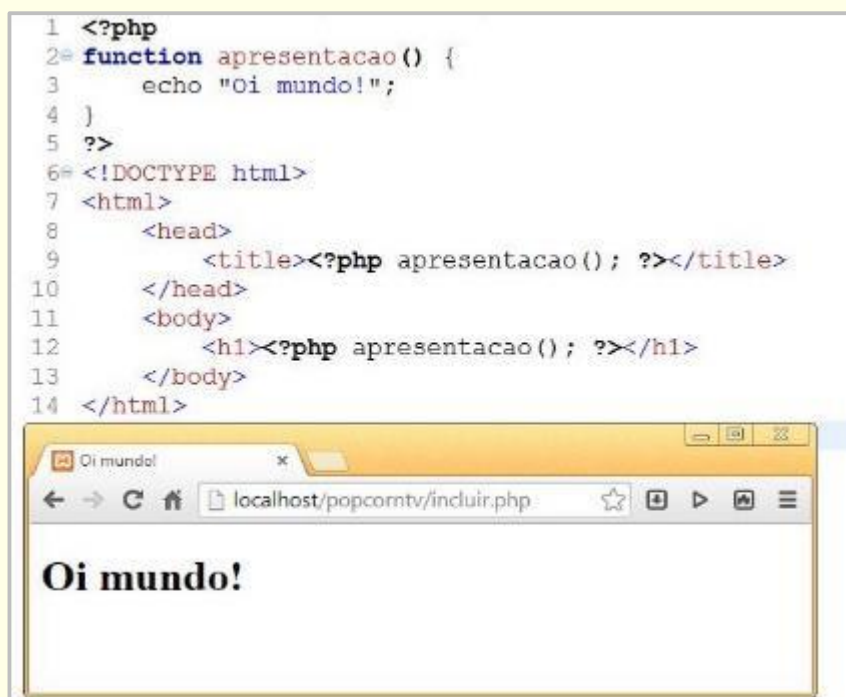 1 <?php
2 function apresentacao() {
3     echo "Oi mundo!";
4 }
5 ?>
6 <!DOCTYPE html>
7 <html>
8     <head>
9         <title><?php apresentacao(); ?></title>
10     </head>
11     <body>
12         <h1><?php apresentacao(); ?></h1>
13     </body>
14 </html>
Oi mundo!
localhost/popcorntv/incluir.php
Oi mundo!